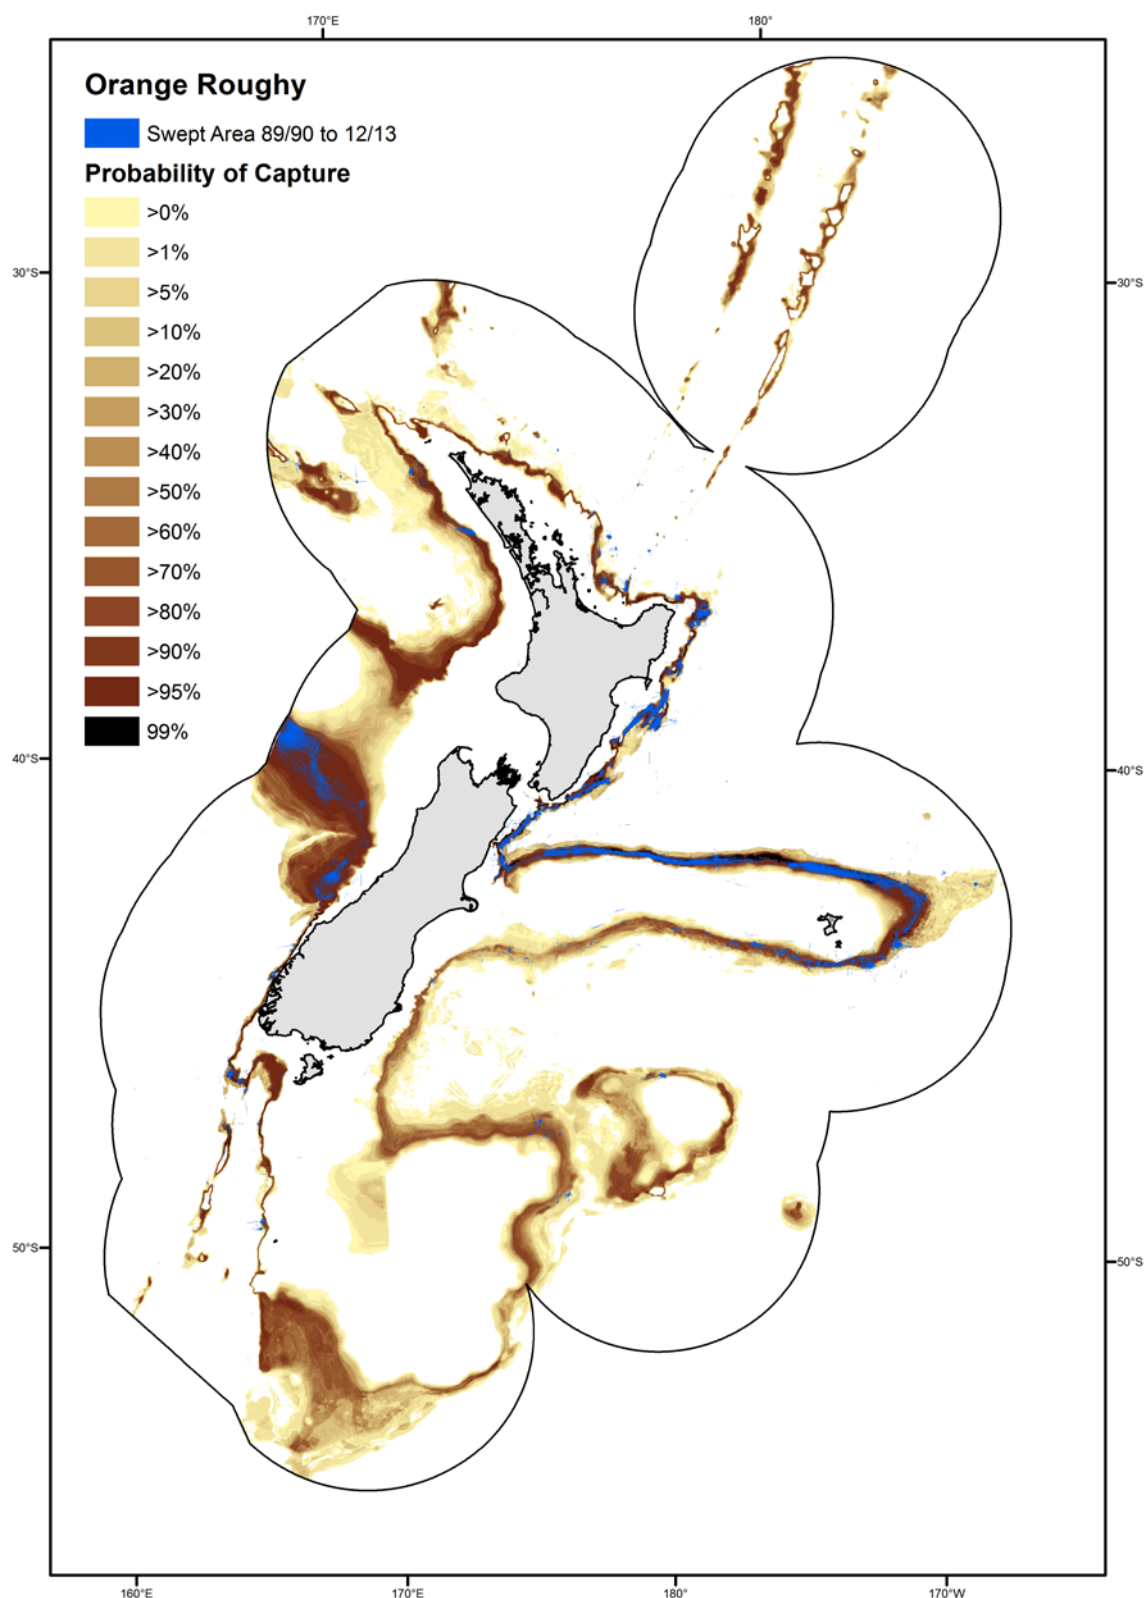 170°E 180°
Orange Roughy
Swept Area 89/90 to 12/13
Probability of Capture
>0%
>1%
>5%
>10%
>20%
>30%
>40%
>50%
>60%
>70%
>80%
>90%
>95%
99%
30°S 30°S
40°S 40°S
50°S 50°S
160°E 170°E 180° 170°W